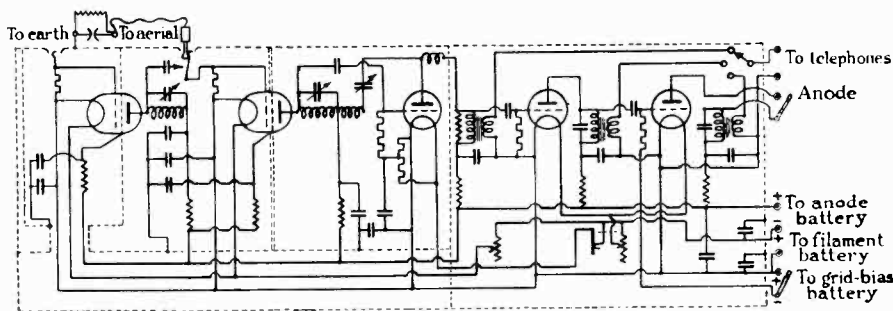 To earth
To aerial
To telephones
Anode
+
To anode
battery
−
+
To filament
battery
−
+
To grid-bias
battery
−